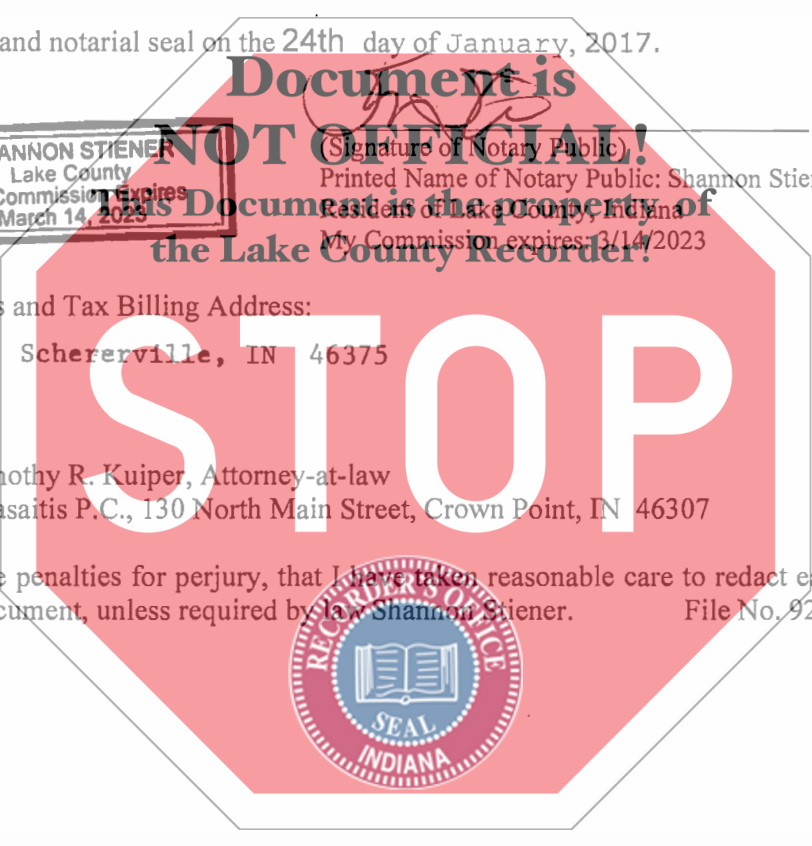 and notarial seal on the 24th day of January, 2017.
Document is
NOT OFFICIAL!
This Document is the property of
the Lake County Recorder!
ANNON STIENER
Lake County
Commission Expires
March 14, 2023
(Signature of Notary Public)
Printed Name of Notary Public: Shannon Stie
Resident of Lake County, Indiana
My Commission expires: 3/14/2023
s and Tax Billing Address:
Schererville, IN 46375
STOP
nothy R. Kuiper, Attorney-at-law
asaitis P.C., 130 North Main Street, Crown Point, IN 46307
e penalties for perjury, that I have taken reasonable care to redact e
cument, unless required by law Shannon Stiener. File No. 92
RECORDER'S OFFICE
SEAL
INDIANA